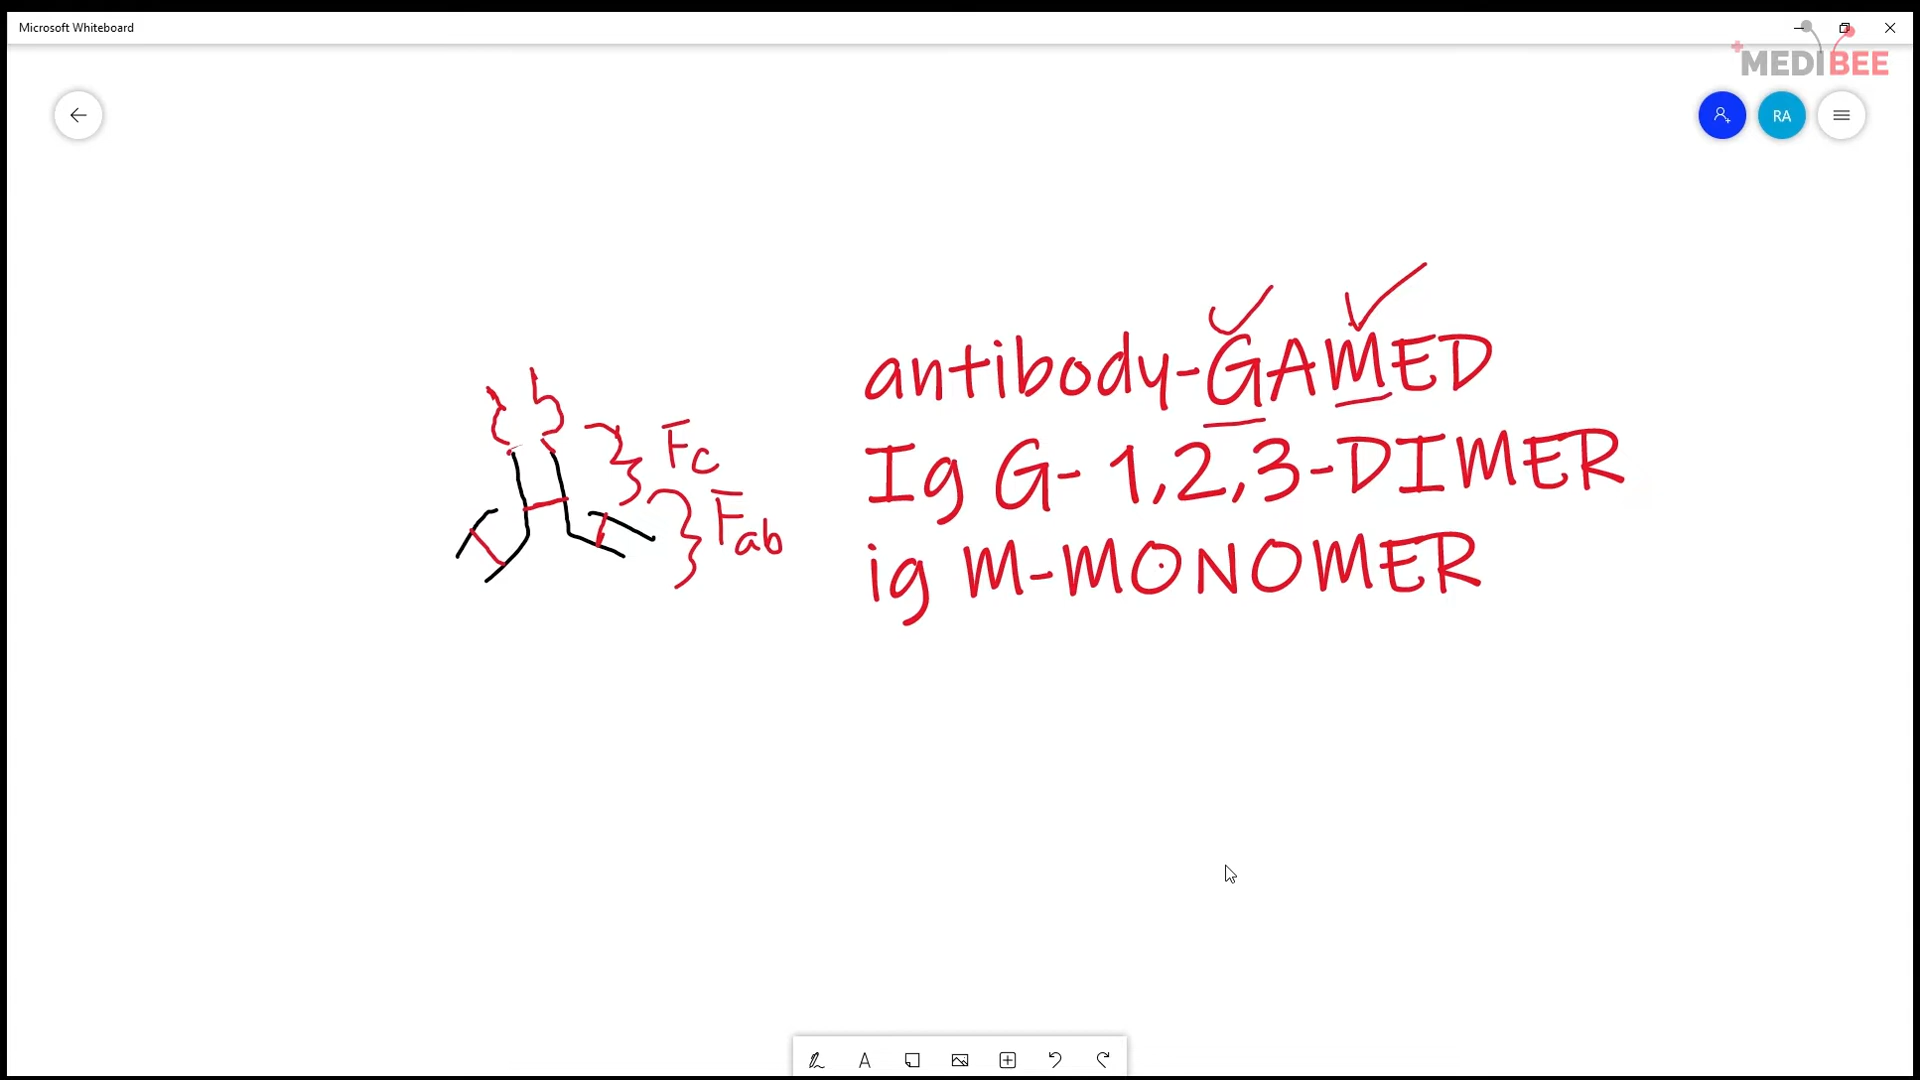 Microsoft Whiteboard
MEDIBEE
RA
antibody-GAMED
Ig G- 1,2,3-DIMER
ig M-MONOMER
Fc
Fab
A